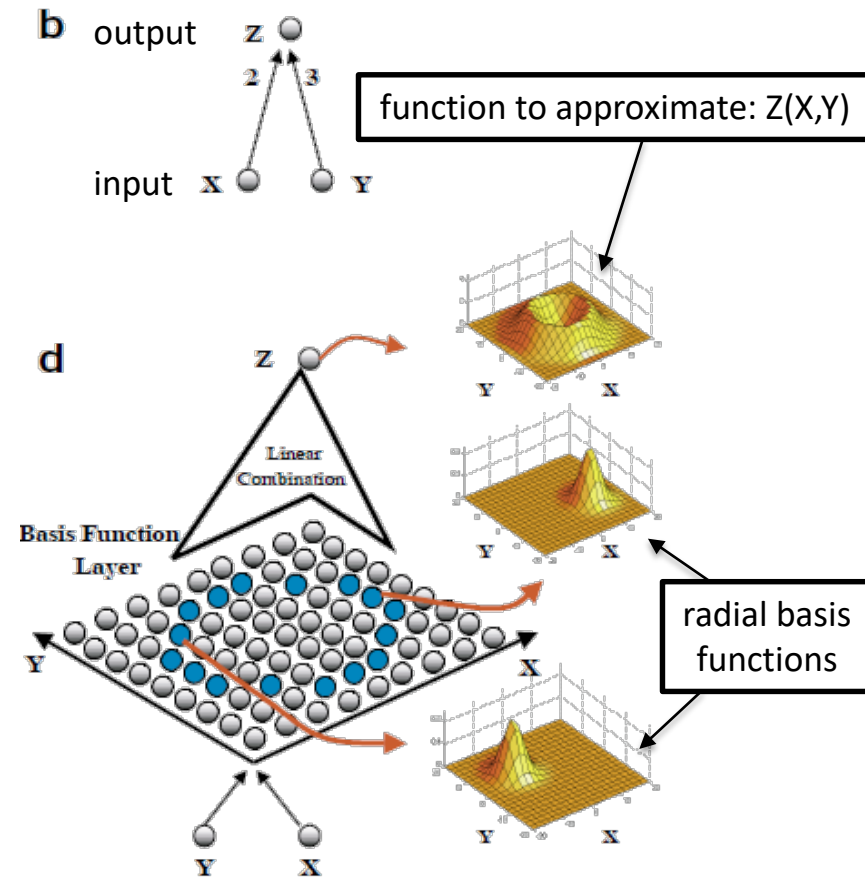 b
output
Z
2 3
function to approximate: Z(X,Y)
input
X
Y
d
Z
Y
X
Linear
Combination
Basis Function
Layer
Y
X
radial basis
functions
Y
X
Y
X
Y
X